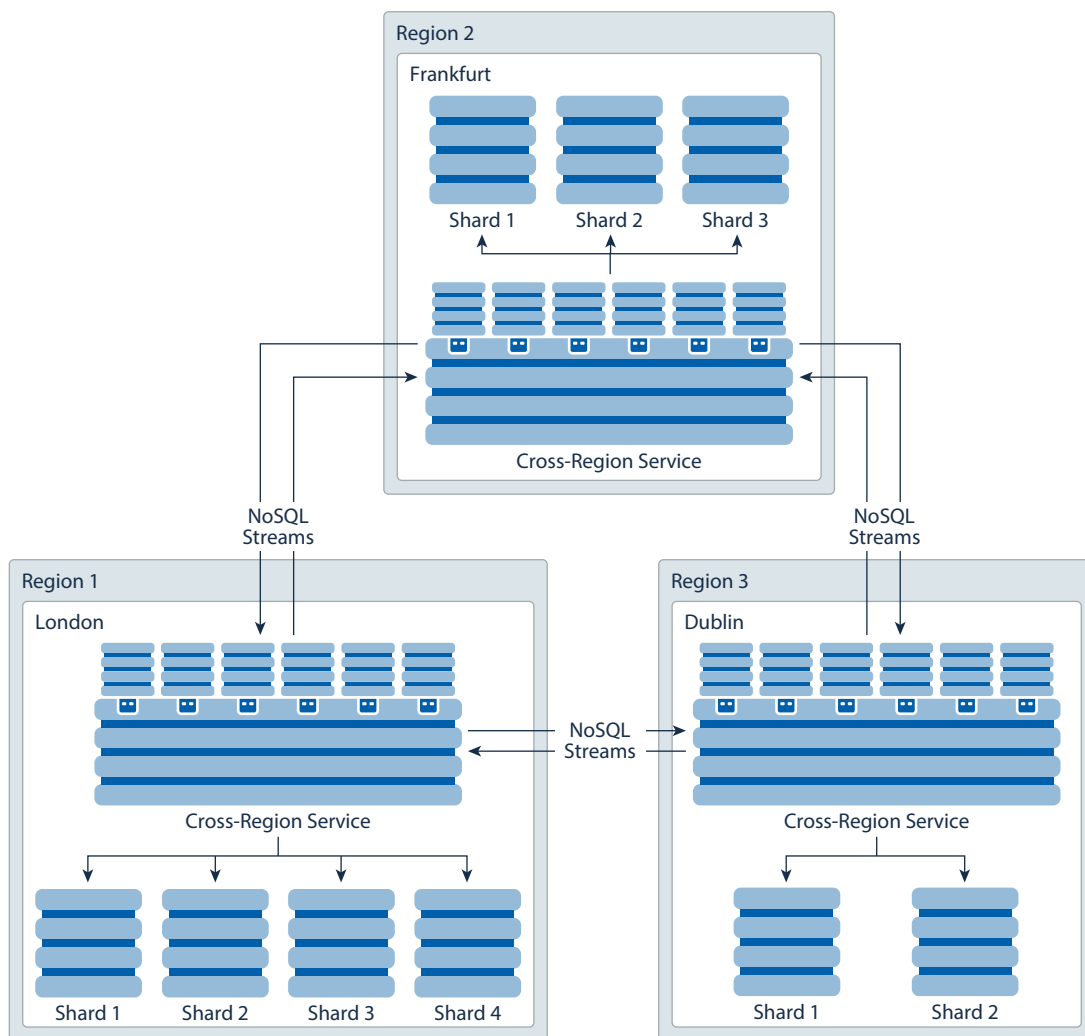 Region 2
Frankfurt
Shard 1
Shard 2
Shard 3
Cross-Region Service
NoSQL
Streams
NoSQL
Streams
Region 1
London
Region 3
Dublin
NoSQL
Streams
Cross-Region Service
Cross-Region Service
Shard 1
Shard 2
Shard 3
Shard 4
Shard 1
Shard 2